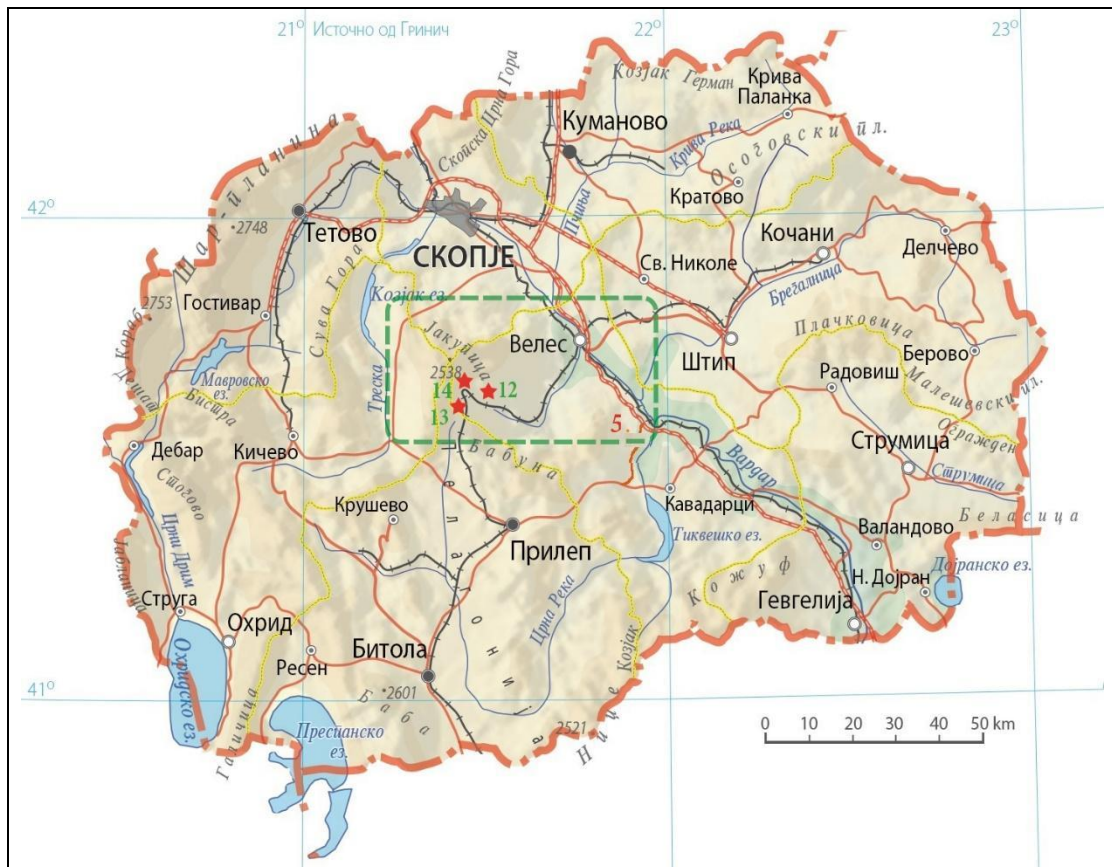 21°
Источно од Гринич
22°
23°
42°
41°
Козјак
Герман
Крива
Паланка
Скопска Црна Гора
Куманово
Крива Река
Осоговски пл.
Шар-планина
Пчиња
Кратово
2748
Тетово
СКОПЈЕ
Кочани
Делчево
Св. Николе
Брегалница
2753
Кораб
Гостивар
Сува Гора
Козјак ез.
Јакупица
Велес
Штип
Плачковица
Берово
Дешат
Мавровско
ез.
Бистра
Треска
2538
14
12
13
Радовиш
Малешевски пл.
5.
Огражден
Дебар
Кичево
Бабуна
Струмица
Струмица
Стогово
Вардар
Крушево
Кавадарци
Беласица
Црни Дрим
Прилеп
Тиквешко ез.
Валандово
Јабланица
Пелагонија
Кожуф
Н. Дојран
Дојранско ез.
Струга
Охрид
Црна Река
Гевгелија
Битола
Козјак
Ресен
Охридско ез.
Галичица
2601
Баба
Преспанско
ез.
2521
Ниџе
0 10 20 30 40 50 km